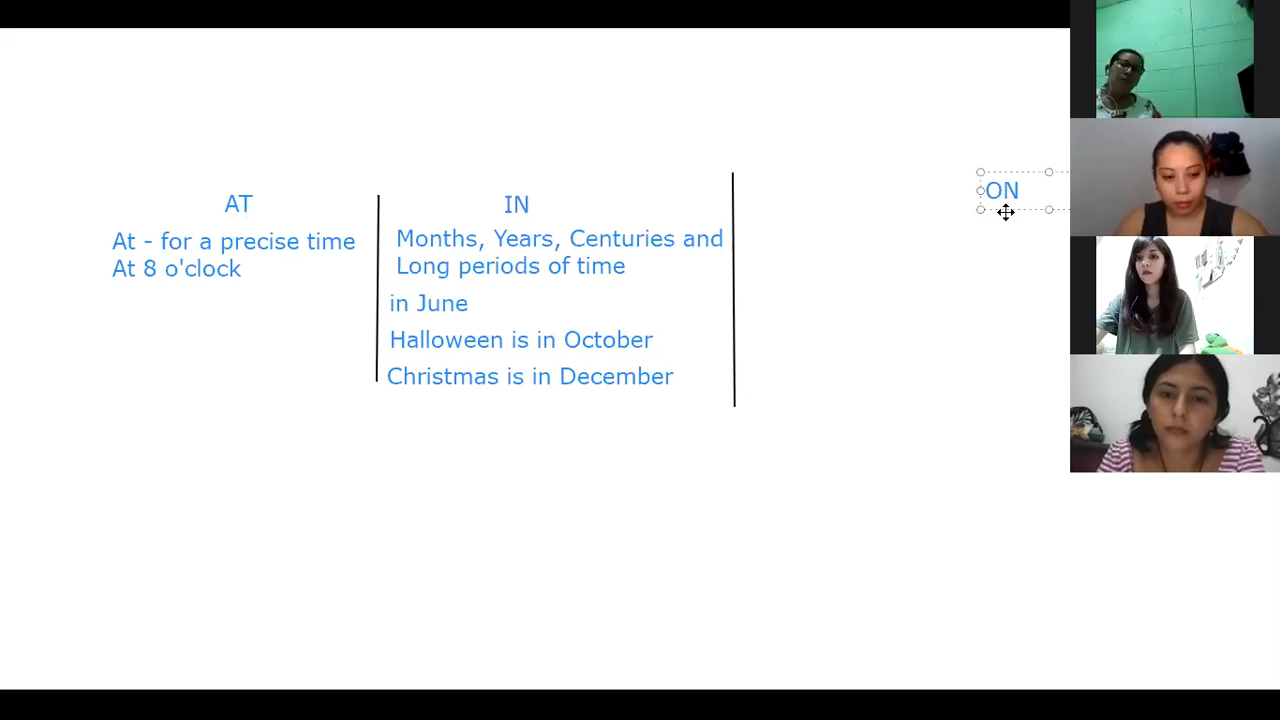 AT
At - for a precise time
At 8 o'clock
IN
Months, Years, Centuries and
Long periods of time
in June
Halloween is in October
Christmas is in December
ON